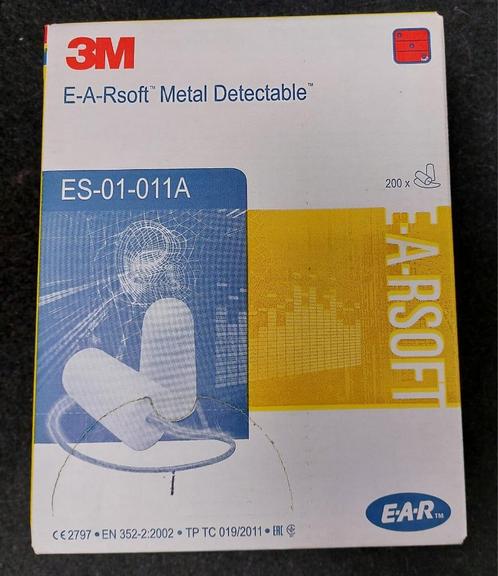 3M
E-A-Rsoft™ Metal Detectable™
ES-01-011A
200 x
E-A-RSOFT
E·A·R™
CE 2797 • EN 352-2:2002 • TP TC 019/2011 • EAC